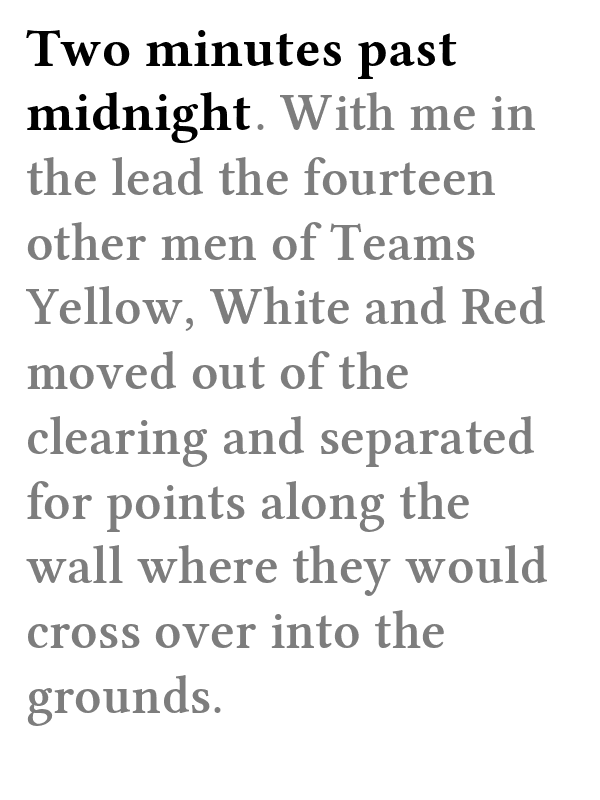 Two minutes past
midnight. With me in
the lead the fourteen
other men of Teams
Yellow, White and Red
moved out of the
clearing and separated
for points along the
wall where they would
cross over into the
grounds.